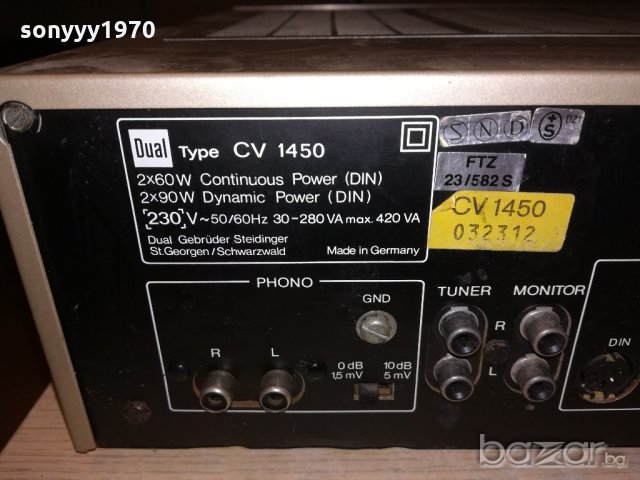 sonyyy1970
Dual Type CV 1450
2x60W Continuous Power (DIN)
2x90W Dynamic Power (DIN)
230 V~50/60Hz 30-280 VA max. 420 VA
Dual Gebrüder Steidinger
St.Georgen/Schwarzwald
Made in Germany
S N D +S
FTZ
23/582 S
CV 1450
032312
PHONO
GND
R L
0 dB 10 dB
1,5 mV 5 mV
TUNER MONITOR
R
L
DIN
bazar.bg